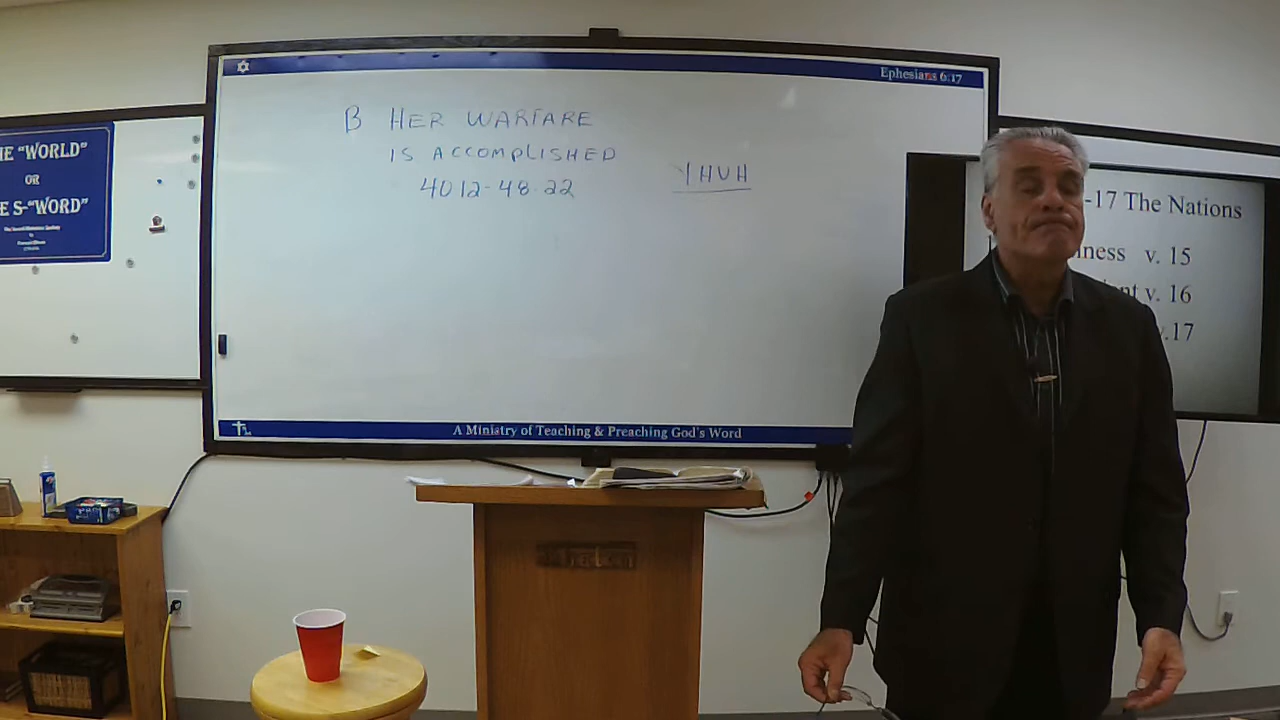 Ephesians 6:17
HE "WORLD"
OR
E S-"WORD"
B HER WARFARE
IS ACCOMPLISHED
4012-48-22
YHVH
-17 The Nations
ness v. 15
nt v. 16
v.17
A Ministry of Teaching & Preaching God's Word